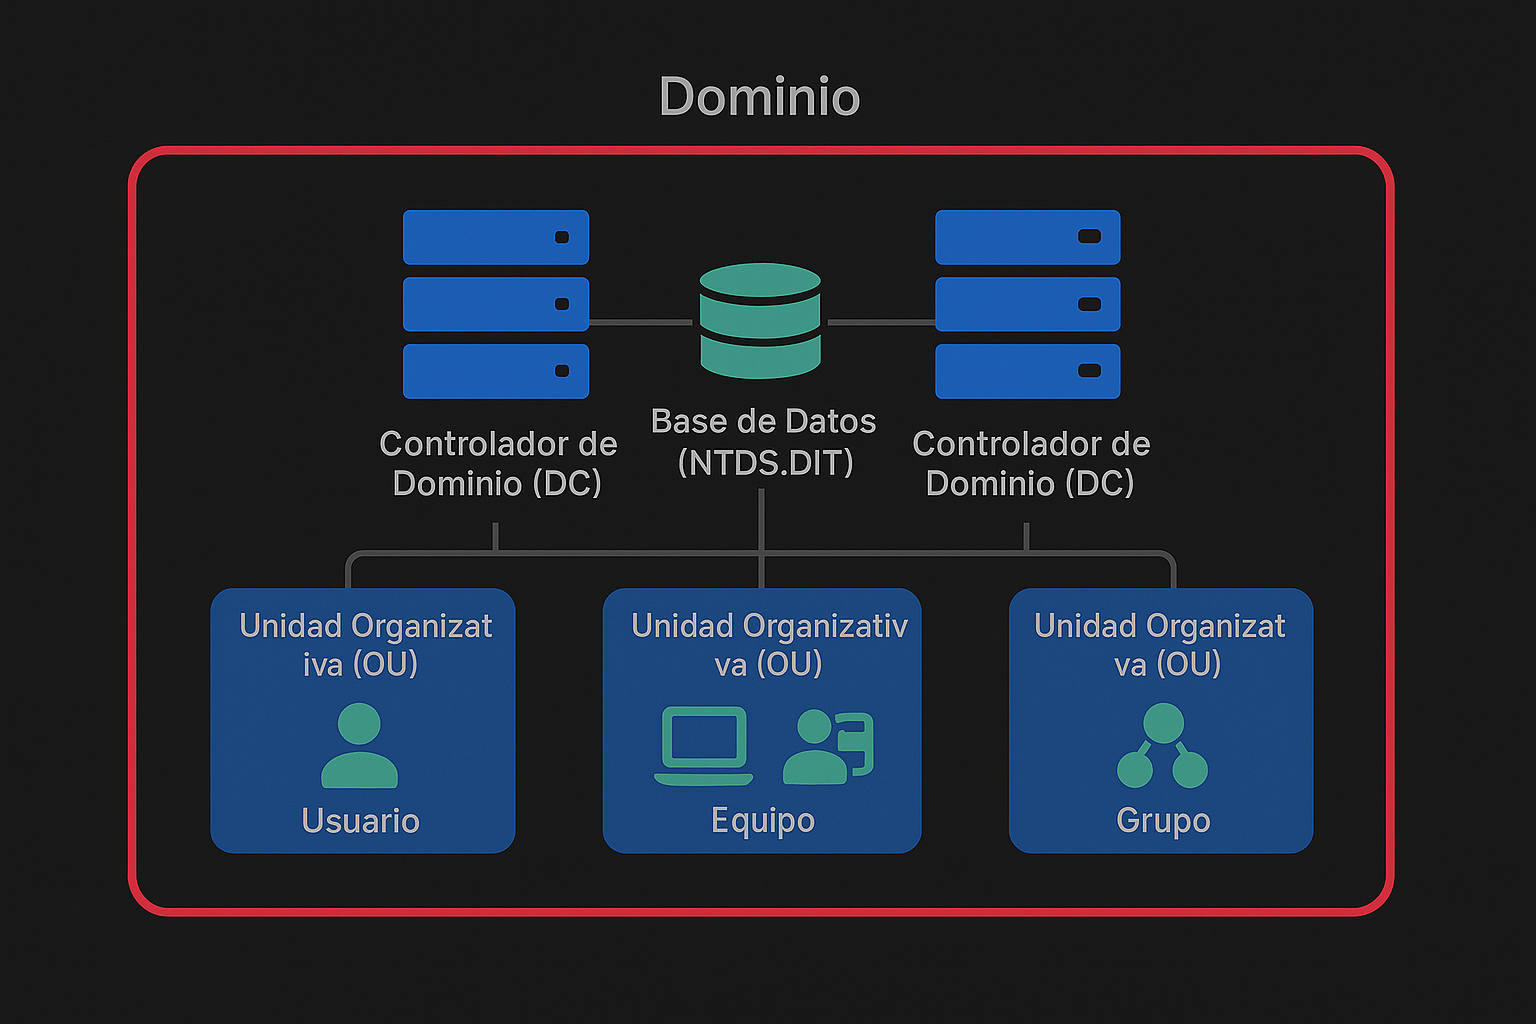 Dominio
Controlador de
Dominio (DC)
Base de Datos
(NTDS.DIT)
Controlador de
Dominio (DC)
Unidad Organizat
iva (OU)
Usuario
Unidad Organizativ
va (OU)
Equipo
Unidad Organizat
va (OU)
Grupo